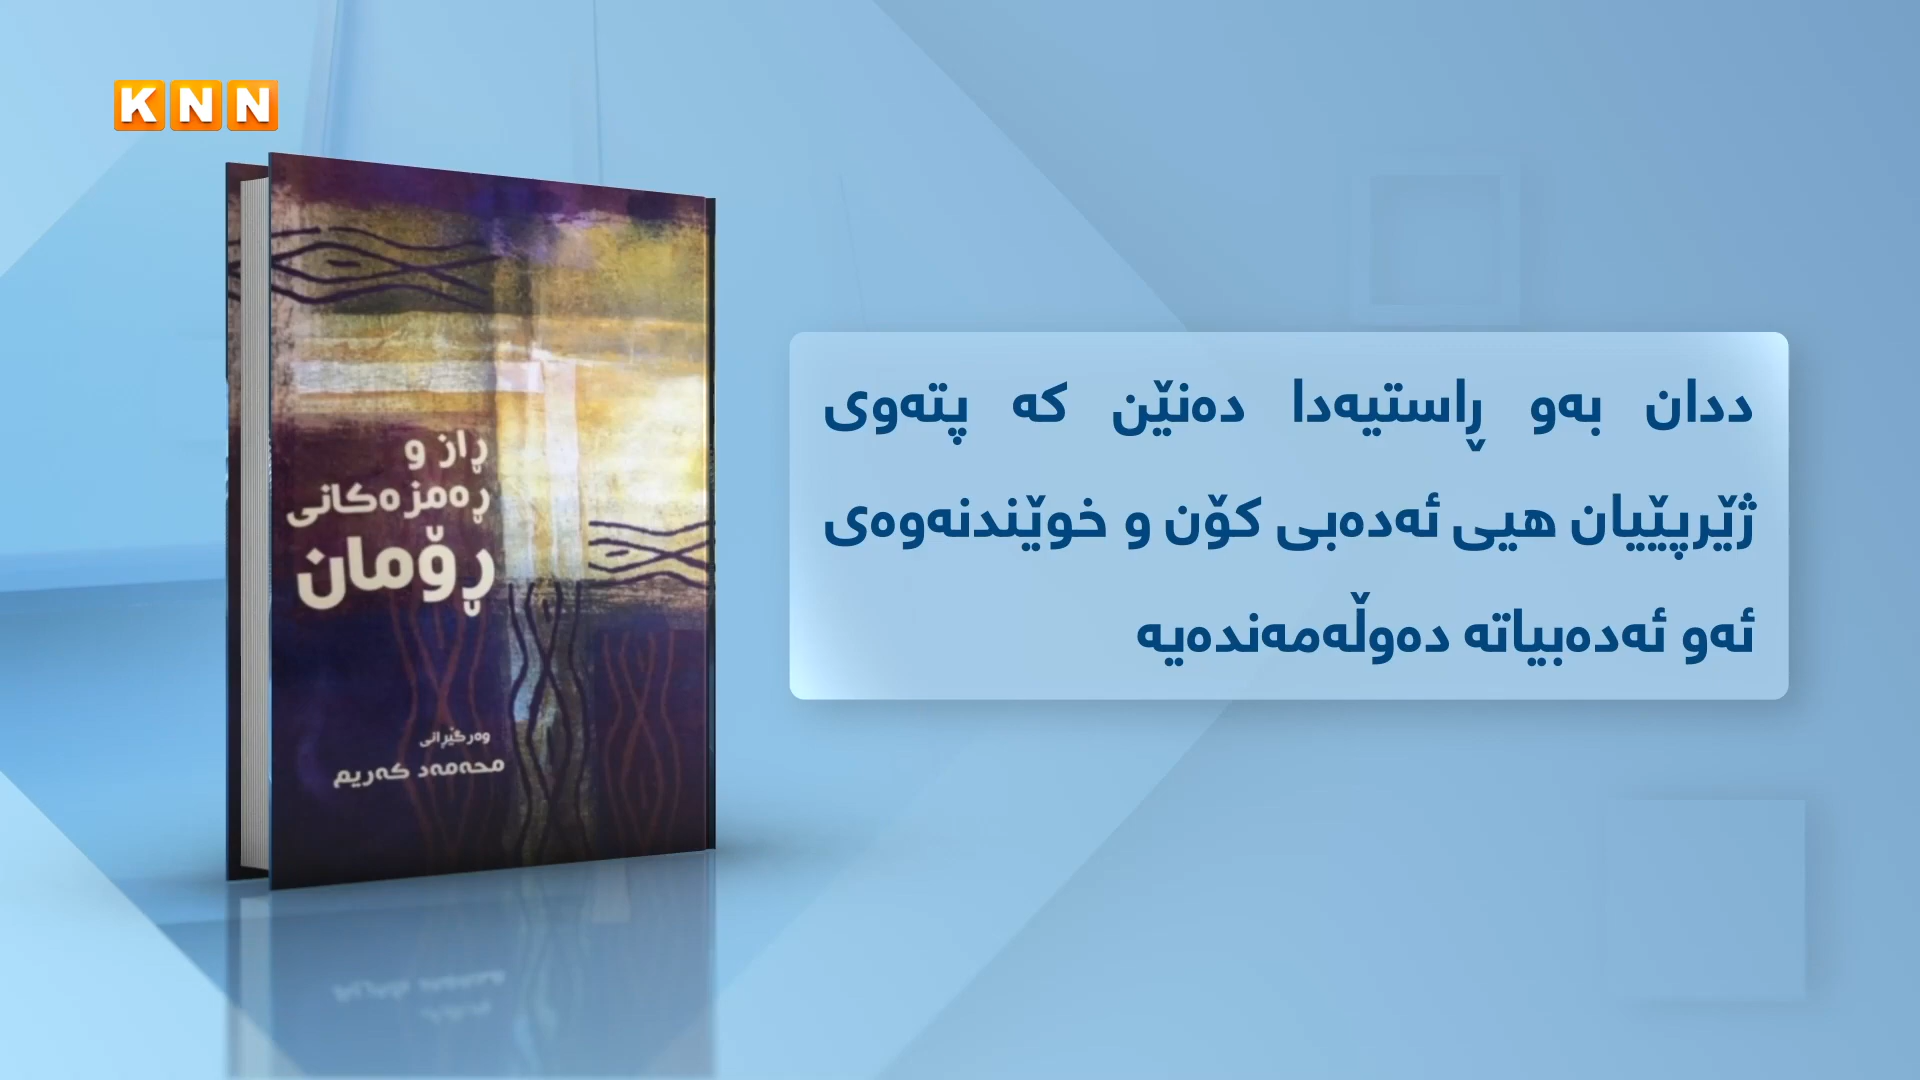 KNN
ڕاز و
ڕەمزەکانی
ڕۆمان
وەرگێڕانی
محەمەد کەریم
ددان بەو ڕاستیەدا دەنێن کە پتەوی
ژێرپێیان هیی ئەدەبی کۆن و خوێندنەوەی
ئەو ئەدەبیاتە دەوڵەمەندەیە